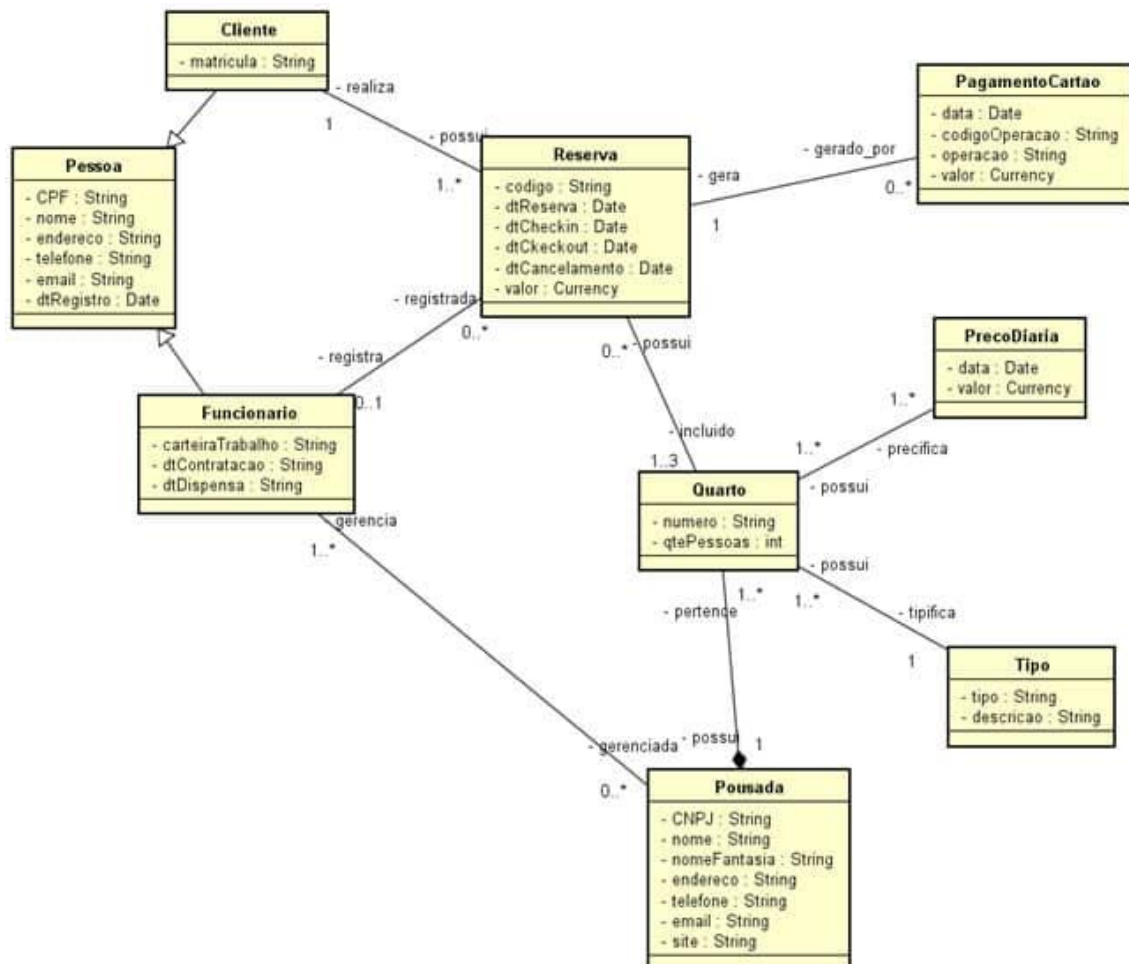 Cliente
- matricula : String
- realiza
1
- possui
1..*
Pessoa
- CPF : String
- nome : String
- endereco : String
- telefone : String
- email : String
- dtRegistro : Date
Reserva
- codigo : String
- dtReserva : Date
- dtCheckin : Date
- dtCkeckout : Date
- dtCancelamento : Date
- valor : Currency
- gera
1
- gerado_por
0..*
PagamentoCartao
- data : Date
- codigoOperacao : String
- operacao : String
- valor : Currency
- registrada
0..*
- registra
0..1
Funcionario
- carteiraTrabalho : String
- dtContratacao : String
- dtDispensa : String
0..*
- possui
- incluido
1..3
PrecoDiaria
- data : Date
- valor : Currency
1..*
- precifica
1..*
- possui
Quarto
- numero : String
- qtePessoas : int
- possui
1..*
- tipifica
1
Tipo
- tipo : String
- descricao : String
- gerencia
1..*
- gerenciada
0..*
1..*
- pertence
- possui
1
Pousada
- CNPJ : String
- nome : String
- nomeFantasia : String
- endereco : String
- telefone : String
- email : String
- site : String